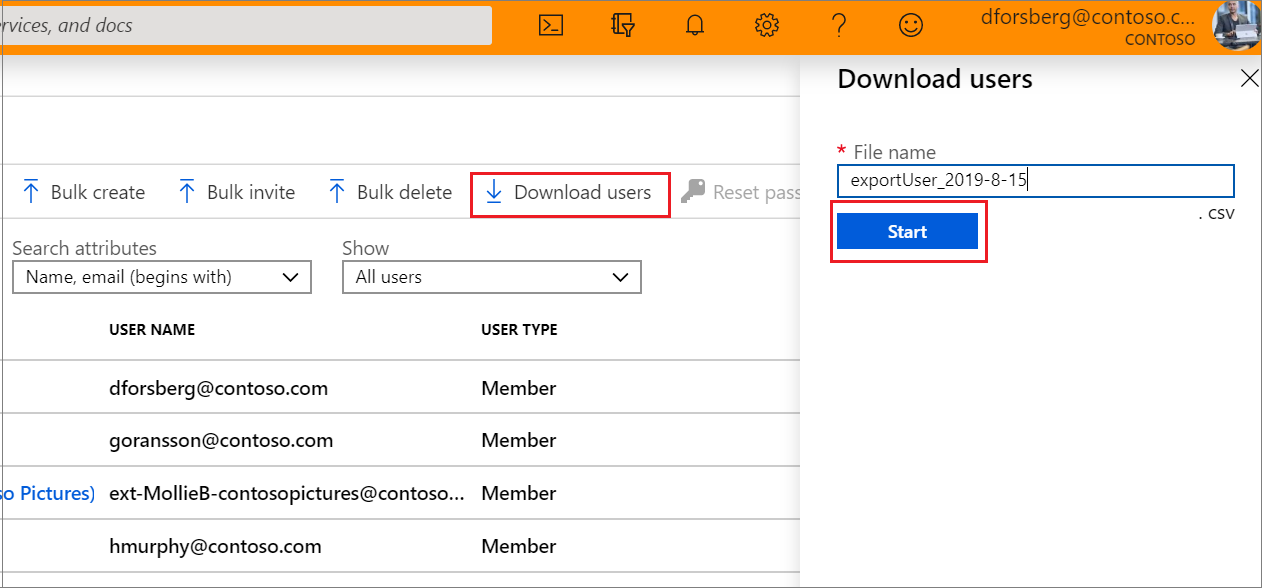 rvices, and docs
dforsberg@contoso.c...
CONTOSO
Download users
* File name
exportUser_2019-8-15
. csv
Start
Bulk create
Bulk invite
Bulk delete
Download users
Reset pass
Search attributes
Show
Name, email (begins with)
All users
USER NAME
USER TYPE
dforsberg@contoso.com
Member
goransson@contoso.com
Member
so Pictures)
ext-MollieB-contosopictures@contoso...
Member
hmurphy@contoso.com
Member